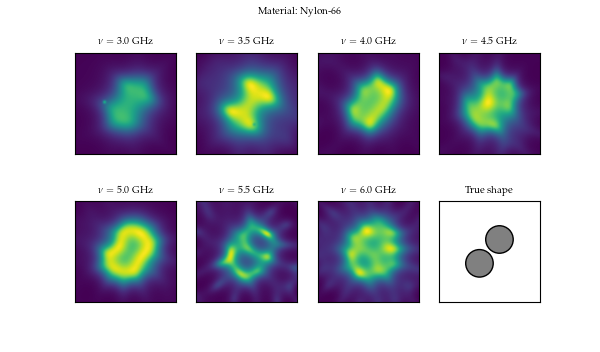 Material: Nylon-66
ν = 3.0 GHz
ν = 3.5 GHz
ν = 4.0 GHz
ν = 4.5 GHz
ν = 5.0 GHz
ν = 5.5 GHz
ν = 6.0 GHz
True shape